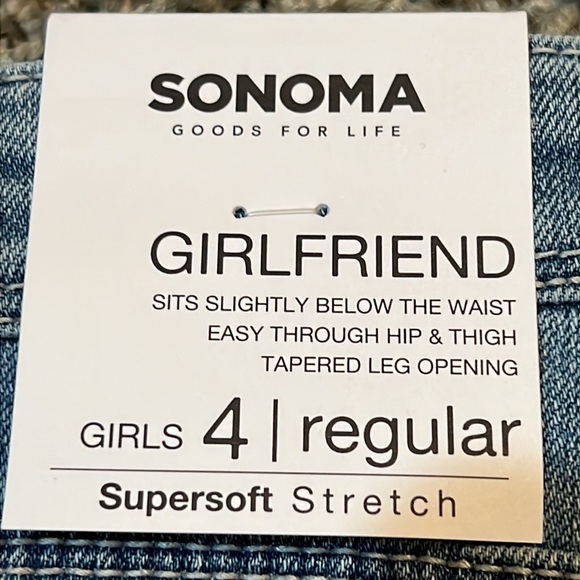 SONOMA
GOODS FOR LIFE
GIRLFRIEND
SITS SLIGHTLY BELOW THE WAIST
EASY THROUGH HIP & THIGH
TAPERED LEG OPENING
GIRLS 4 | regular
Supersoft Stretch